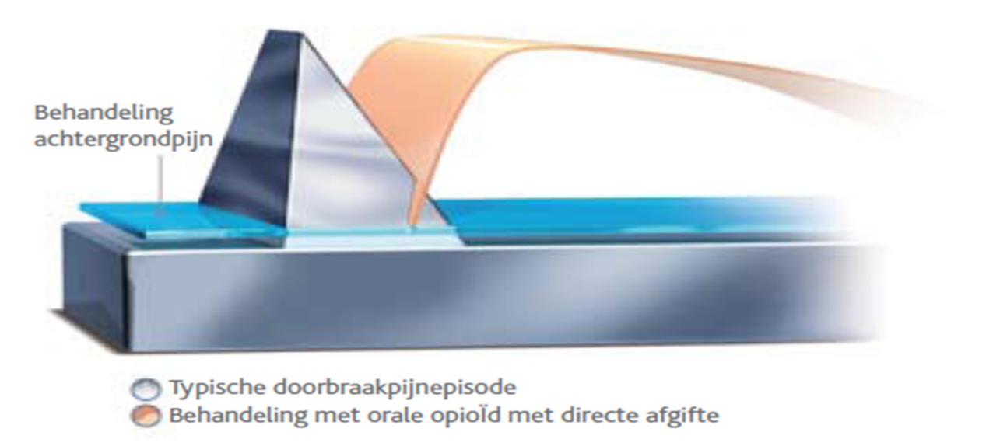 Behandeling
achtergrondpijn
Typische doorbraakpijnepisode
Behandeling met orale opioïd met directe afgifte